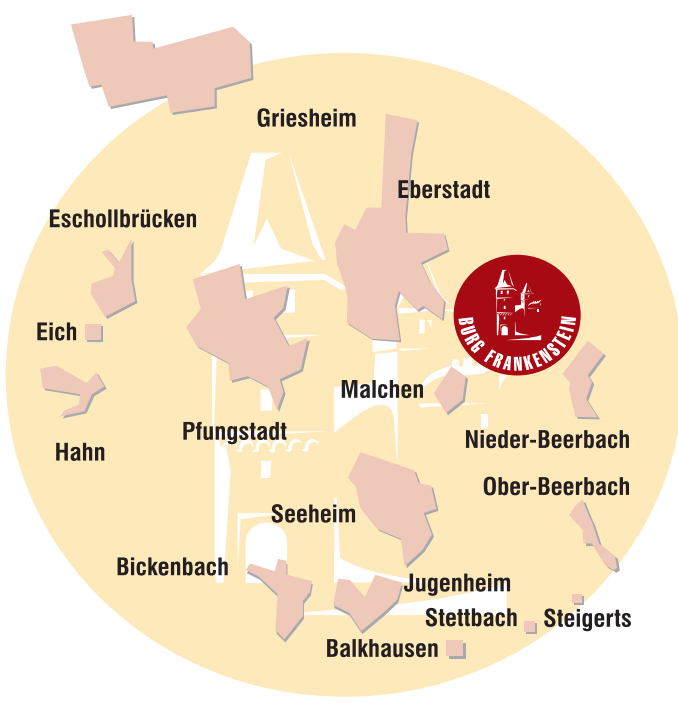 Griesheim
Eberstadt
Eschollbrücken
BURG FRANKENSTEIN
Eich
Malchen
Pfungstadt
Nieder-Beerbach
Hahn
Ober-Beerbach
Seeheim
Bickenbach
Jugenheim
Stettbach
Steigerts
Balkhausen